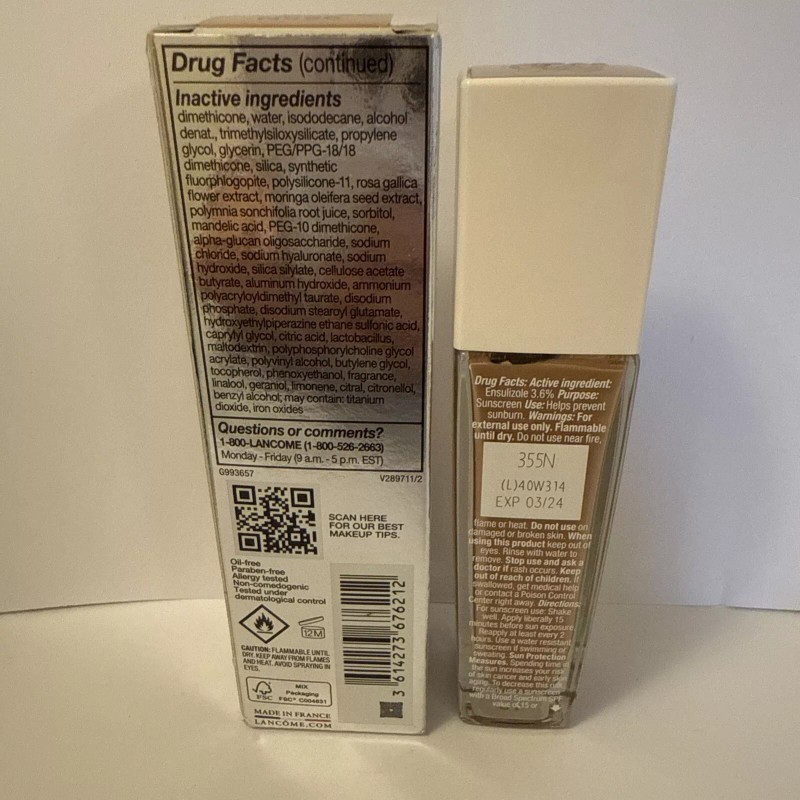 Drug Facts (continued)
Inactive ingredients
dimethicone, water, isododecane, alcohol
denat., trimethylsiloxysilicate, propylene
glycol, glycerin, PEG/PPG-18/18
dimethicone, silica, synthetic
fluorphlogopite, polysilicone-11, rosa gallica
flower extract, moringa oleifera seed extract,
polymnia sonchifolia root juice, sorbitol,
mandelic acid, PEG-10 dimethicone,
alpha-glucan oligosaccharide, sodium
chloride, sodium hyaluronate, sodium
hydroxide, silica silylate, cellulose acetate
butyrate, aluminum hydroxide, ammonium
polyacryloyldimethyl taurate, disodium
phosphate, disodium stearoyl glutamate,
hydroxyethylpiperazine ethane sulfonic acid,
caprylyl glycol, citric acid, lactobacillus,
maltodextrin, polyphosphorylcholine glycol
acrylate, polyvinyl alcohol, butylene glycol,
tocopherol, phenoxyethanol, fragrance,
linalool, geraniol, limonene, citral, citronellol,
benzyl alcohol; may contain: titanium
dioxide, iron oxides
Questions or comments?
1-800-LANCOME (1-800-526-2663)
Monday - Friday (9 a.m. - 5 p.m. EST)
G993657 V289711/2
SCAN HERE
FOR OUR BEST
MAKEUP TIPS.
Oil-free
Paraben-free
Allergy tested
Non-comedogenic
Tested under
dermatological control
12M
CAUTION: FLAMMABLE UNTIL
DRY. KEEP AWAY FROM FLAMES
AND HEAT. AVOID SPRAYING IN
EYES.
FSC
MIX
Packaging
FSC® C004631
MADE IN FRANCE
LANCÔME.COM
3 614273 676212
Drug Facts: Active ingredient:
Ensulizole 3.6% Purpose:
Sunscreen Use: Helps prevent
sunburn. Warnings: For
external use only. Flammable
until dry. Do not use near fire,
355N
(L)40W314
EXP 03/24
flame or heat. Do not use on
damaged or broken skin. When
using this product keep out of
eyes. Rinse with water to
remove. Stop use and ask a
doctor if rash occurs. Keep
out of reach of children. If
swallowed, get medical help
or contact a Poison Control
Center right away. Directions:
For sunscreen use: Shake
well. Apply liberally 15
minutes before sun exposure
Reapply at least every 2
hours. Use a water resistant
sunscreen if swimming or
sweating. Sun Protection
Measures. Spending time in
the sun increases your risk
of skin cancer and early skin
aging. To decrease this risk,
regularly use a sunscreen
with a Broad Spectrum SPF
value of 15 or